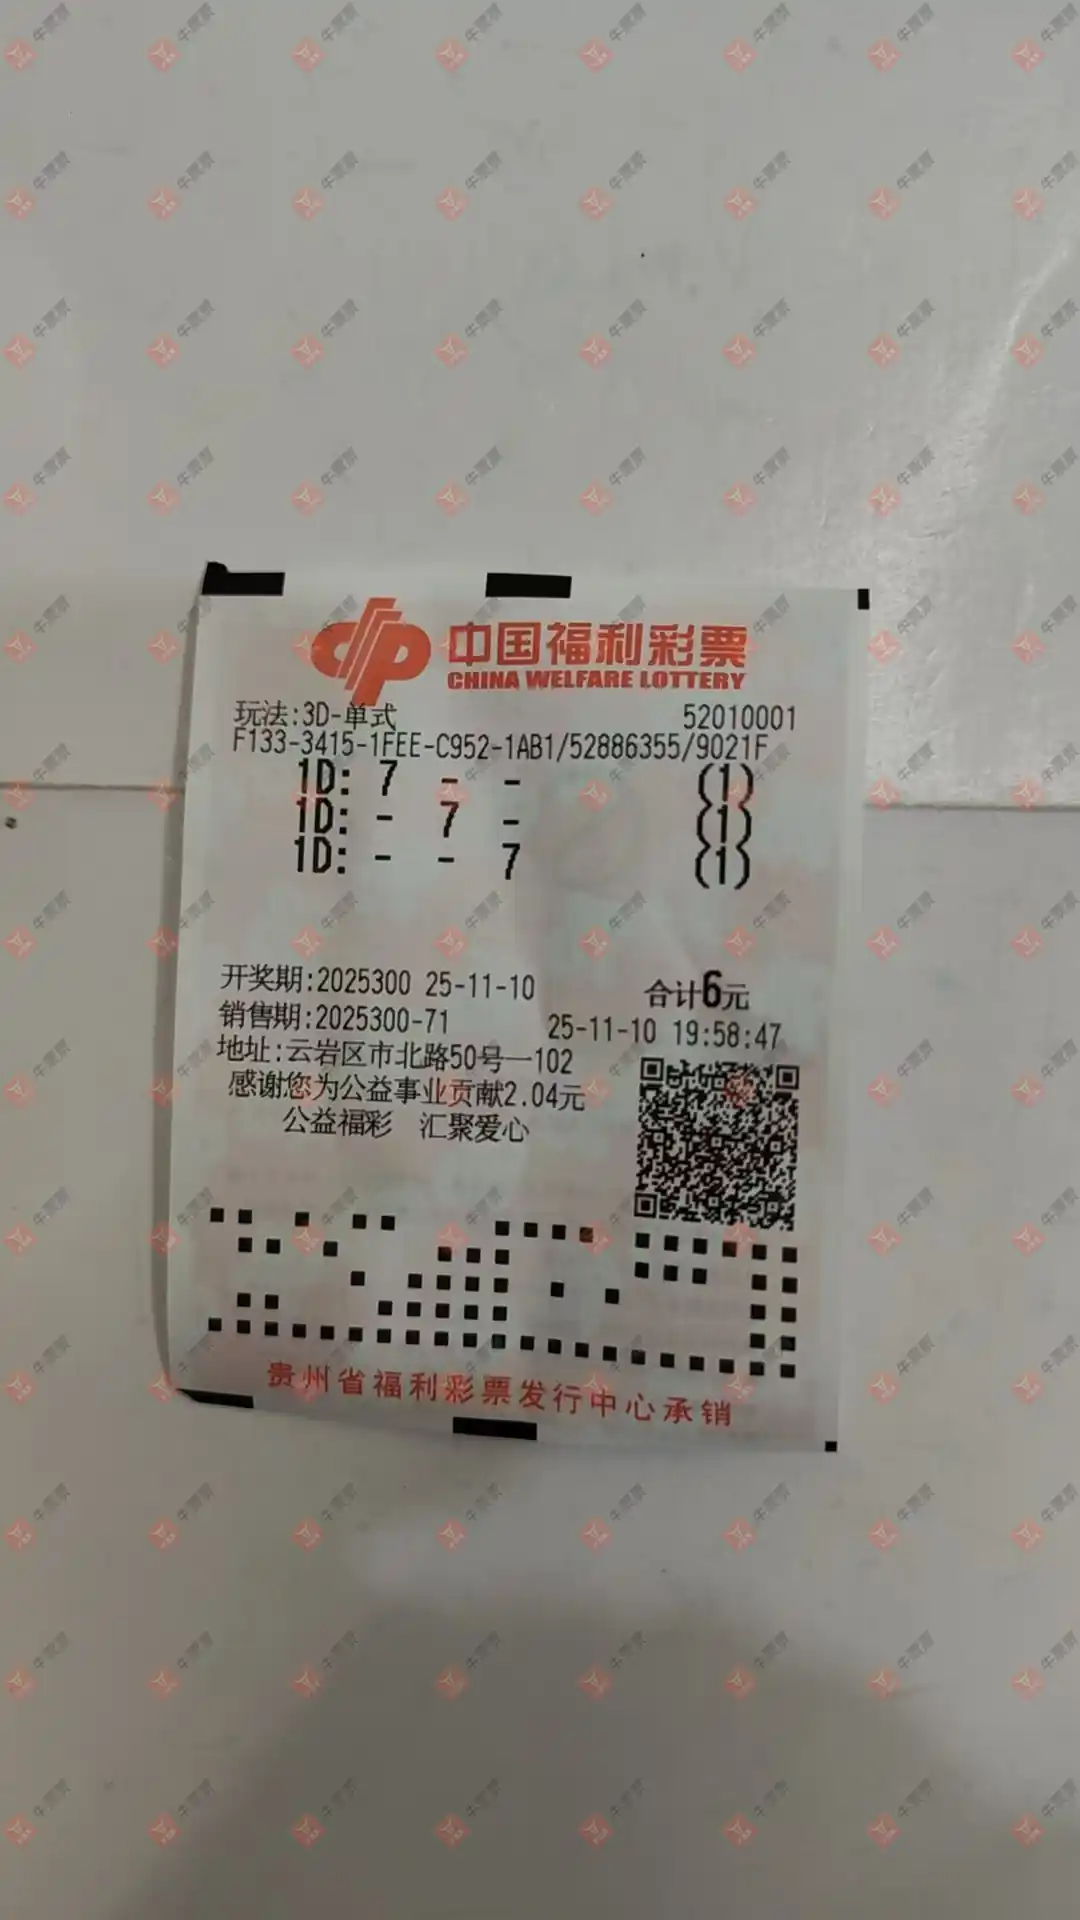 中国福利彩票
CHINA WELFARE LOTTERY
玩法:3D-单式 52010001
F133-3415-1FEE-C952-1AB1/52886355/9021F
1D: 7 - - (1)
1D: - 7 - (1)
1D: - - 7 (1)
开奖期:2025300 25-11-10 合计6元
销售期:2025300-71 25-11-10 19:58:47
地址:云岩区市北路50号一102
感谢您为公益事业贡献2.04元
公益福彩 汇聚爱心
贵州省福利彩票发行中心承销